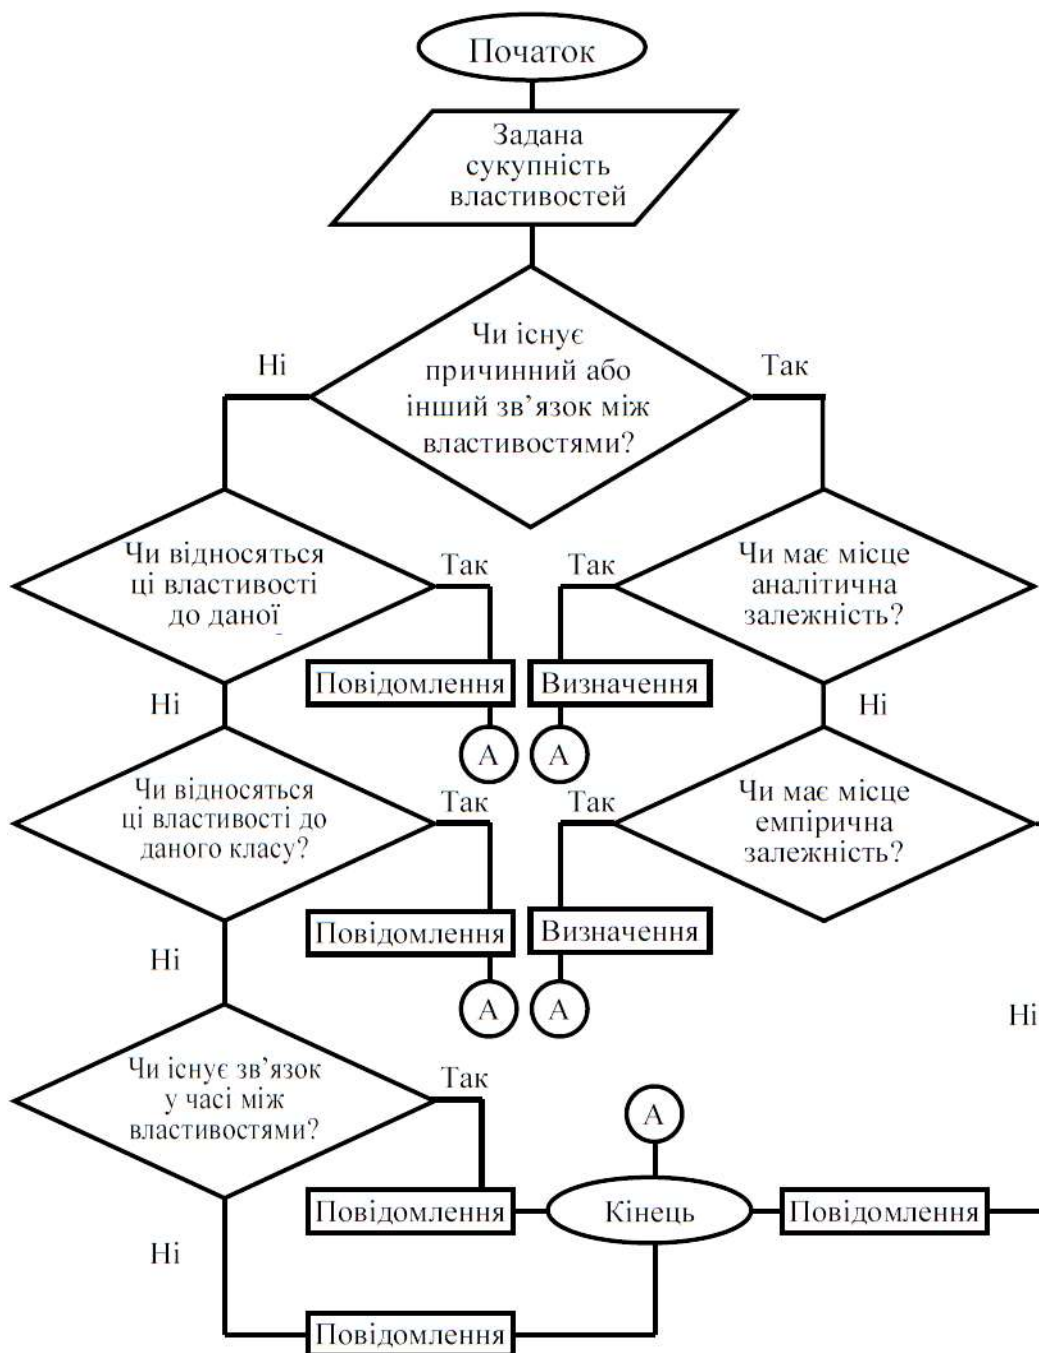 Початок
Задана
сукупність
властивостей
Чи існує
причинний або
інший зв’язок між
властивостями?
Ні
Так
Чи відносяться
ці властивості
до даної
Так
Так
Чи має місце
аналітична
залежність?
Повідомлення
Визначення
Ні
Ні
А
А
Чи відносяться
ці властивості до
даного класу?
Так
Так
Чи має місце
емпірична
залежність?
Повідомлення
Визначення
Ні
А
А
Ні
Чи існує зв’язок
у часі між
властивостями?
Так
А
Повідомлення
Кінець
Повідомлення
Ні
Повідомлення